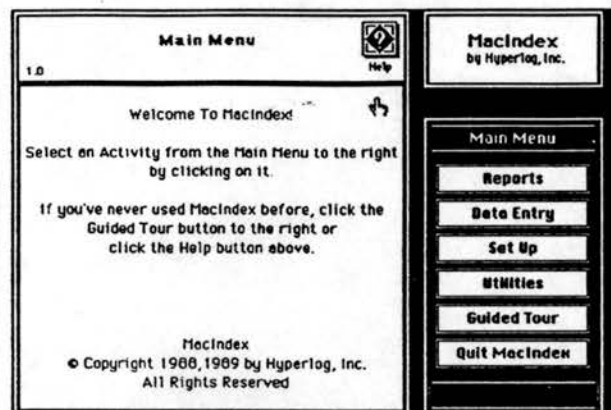 Main Menu
1.0
Help
Welcome To MacIndex!
Select an Activity from the Main Menu to the right
by clicking on it.
If you've never used MacIndex before, click the
Guided Tour button to the right or
click the Help button above.
MacIndex
© Copyright 1988,1989 by Hyperlog, Inc.
All Rights Reserved
MacIndex
by Hyperlog, Inc.
Main Menu
Reports
Data Entry
Set Up
Utilities
Guided Tour
Quit MacIndex